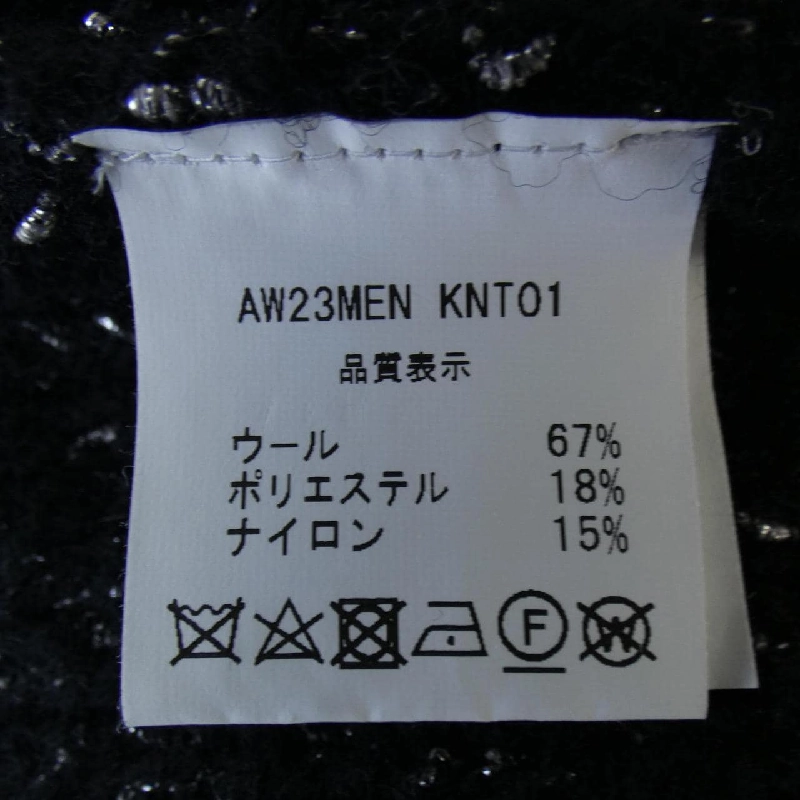 AW23MEN KNT01
品質表示
ウール 67%
ポリエステル 18%
ナイロン 15%
F W